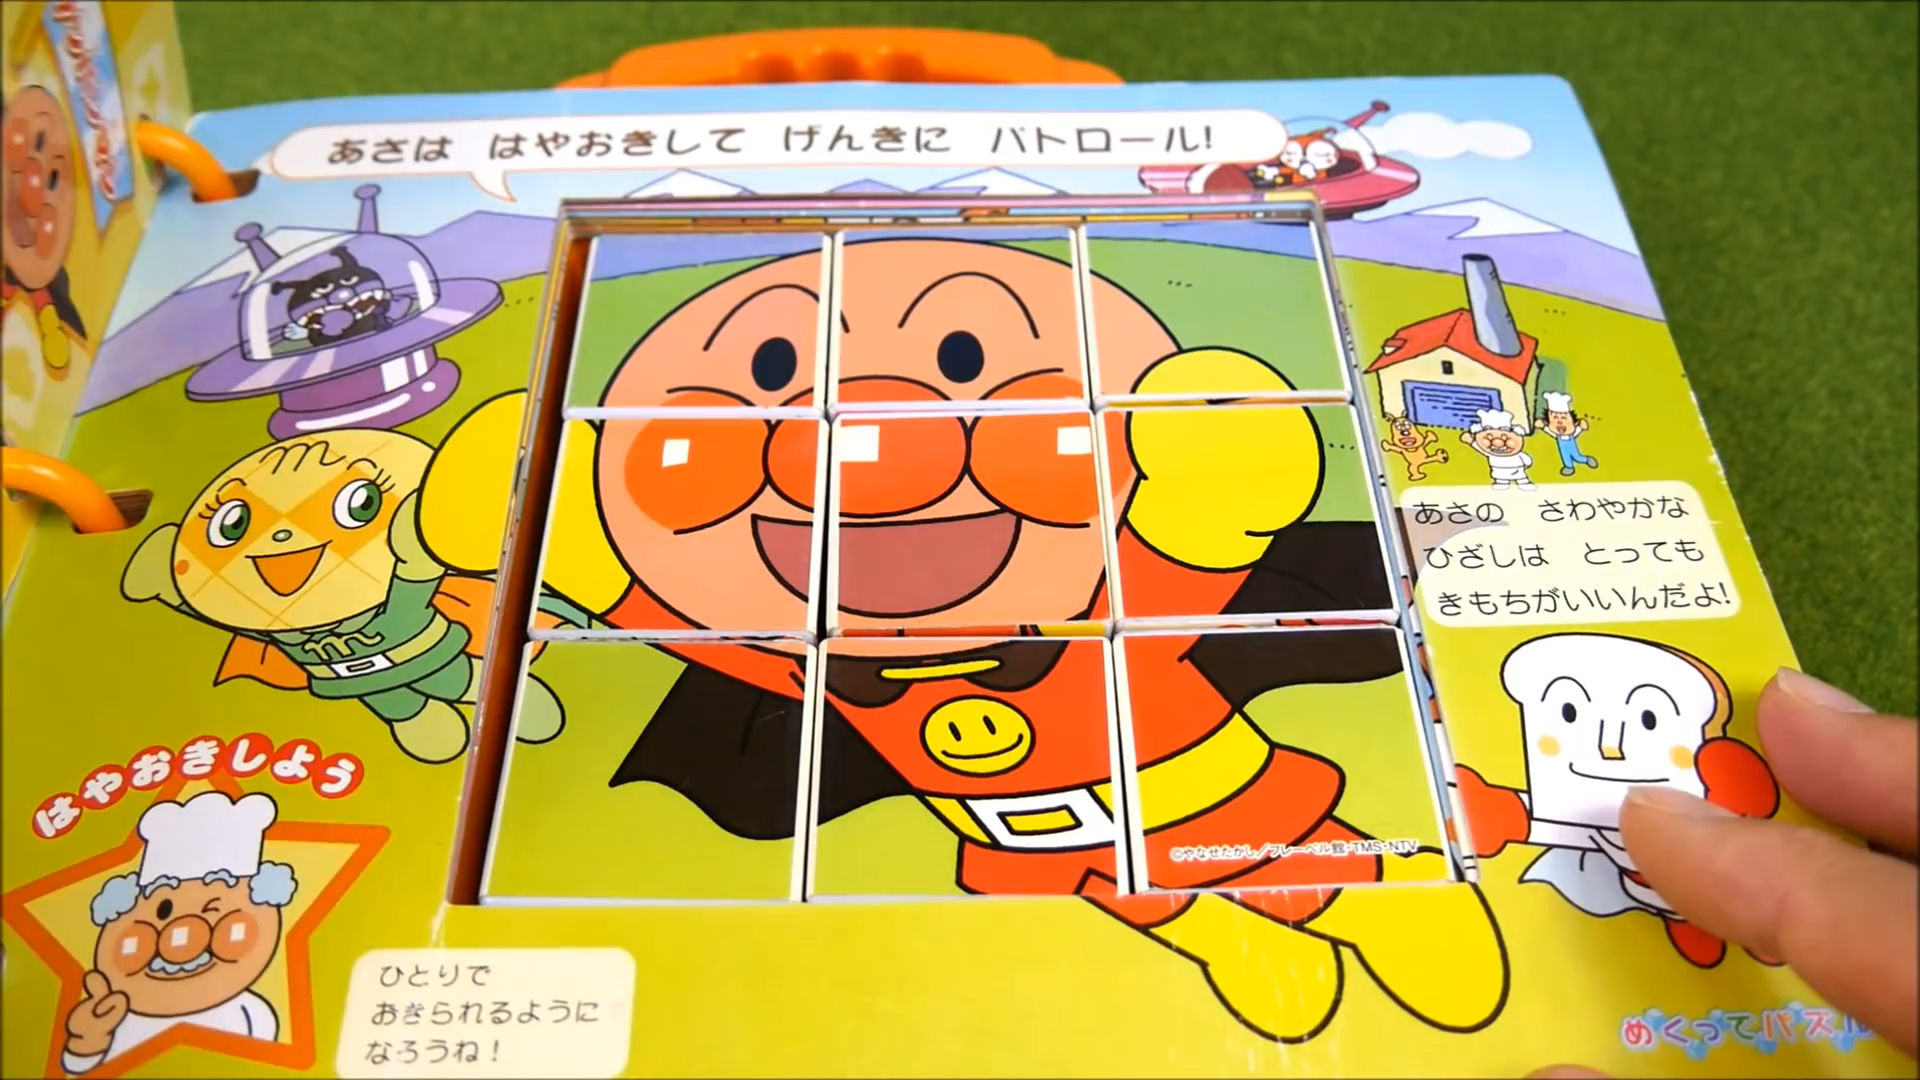 あさは はやおきして げんきに パトロール!
あさの さわやかな
ひざしは とっても
きもちがいいんだよ!
はやおきしよう
©やなせたかし/フレーベル館・TMS・NTV
ひとりで
おきられるように
なろうね!
めくってパズル